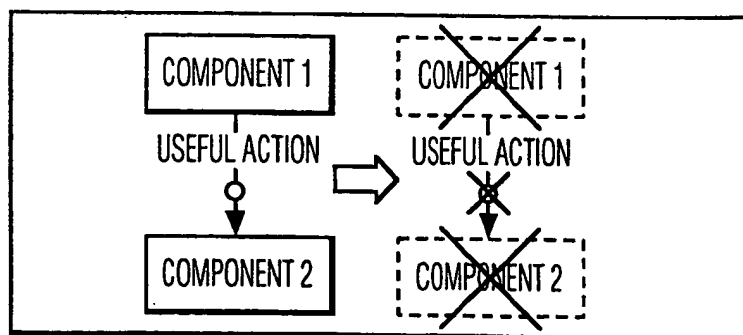 COMPONENT 1 COMPONENT 1
USEFUL ACTION USEFUL ACTION
COMPONENT 2 COMPONENT 2